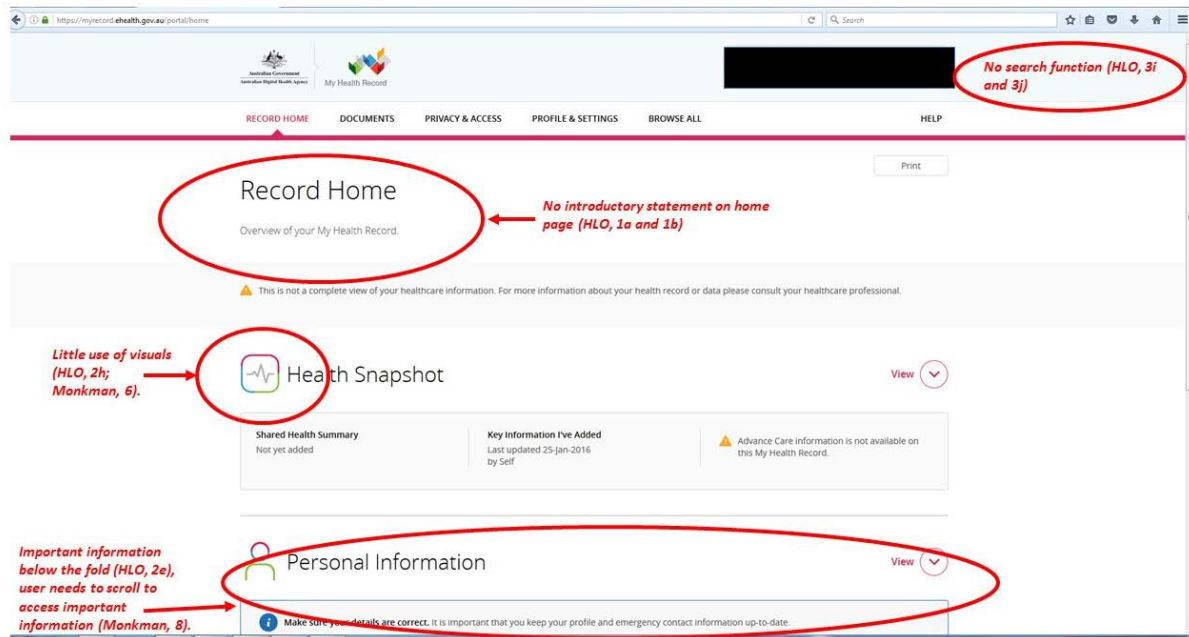 https://myrecord.ehealth.gov.au/portal/home
Search
Australian Government
Australian Digital Health Agency
My Health Record
No search function (HLO, 3i
and 3j)
RECORD HOME DOCUMENTS PRIVACY & ACCESS PROFILE & SETTINGS BROWSE ALL HELP
Print
Record Home
No introductory statement on home
page (HLO, 1a and 1b)
Overview of your My Health Record.
This is not a complete view of your healthcare information. For more information about your health record or data please consult your healthcare professional.
Little use of visuals
(HLO, 2h;
Monkman, 6).
Health Snapshot
View
Shared Health Summary
Not yet added
Key Information I've Added
Last updated 25-Jan-2016
by Self
Advance Care information is not available on
this My Health Record.
Important information
below the fold (HLO, 2e),
user needs to scroll to
access important
information (Monkman, 8).
Personal Information
View
Make sure your details are correct. It is important that you keep your profile and emergency contact information up-to-date.